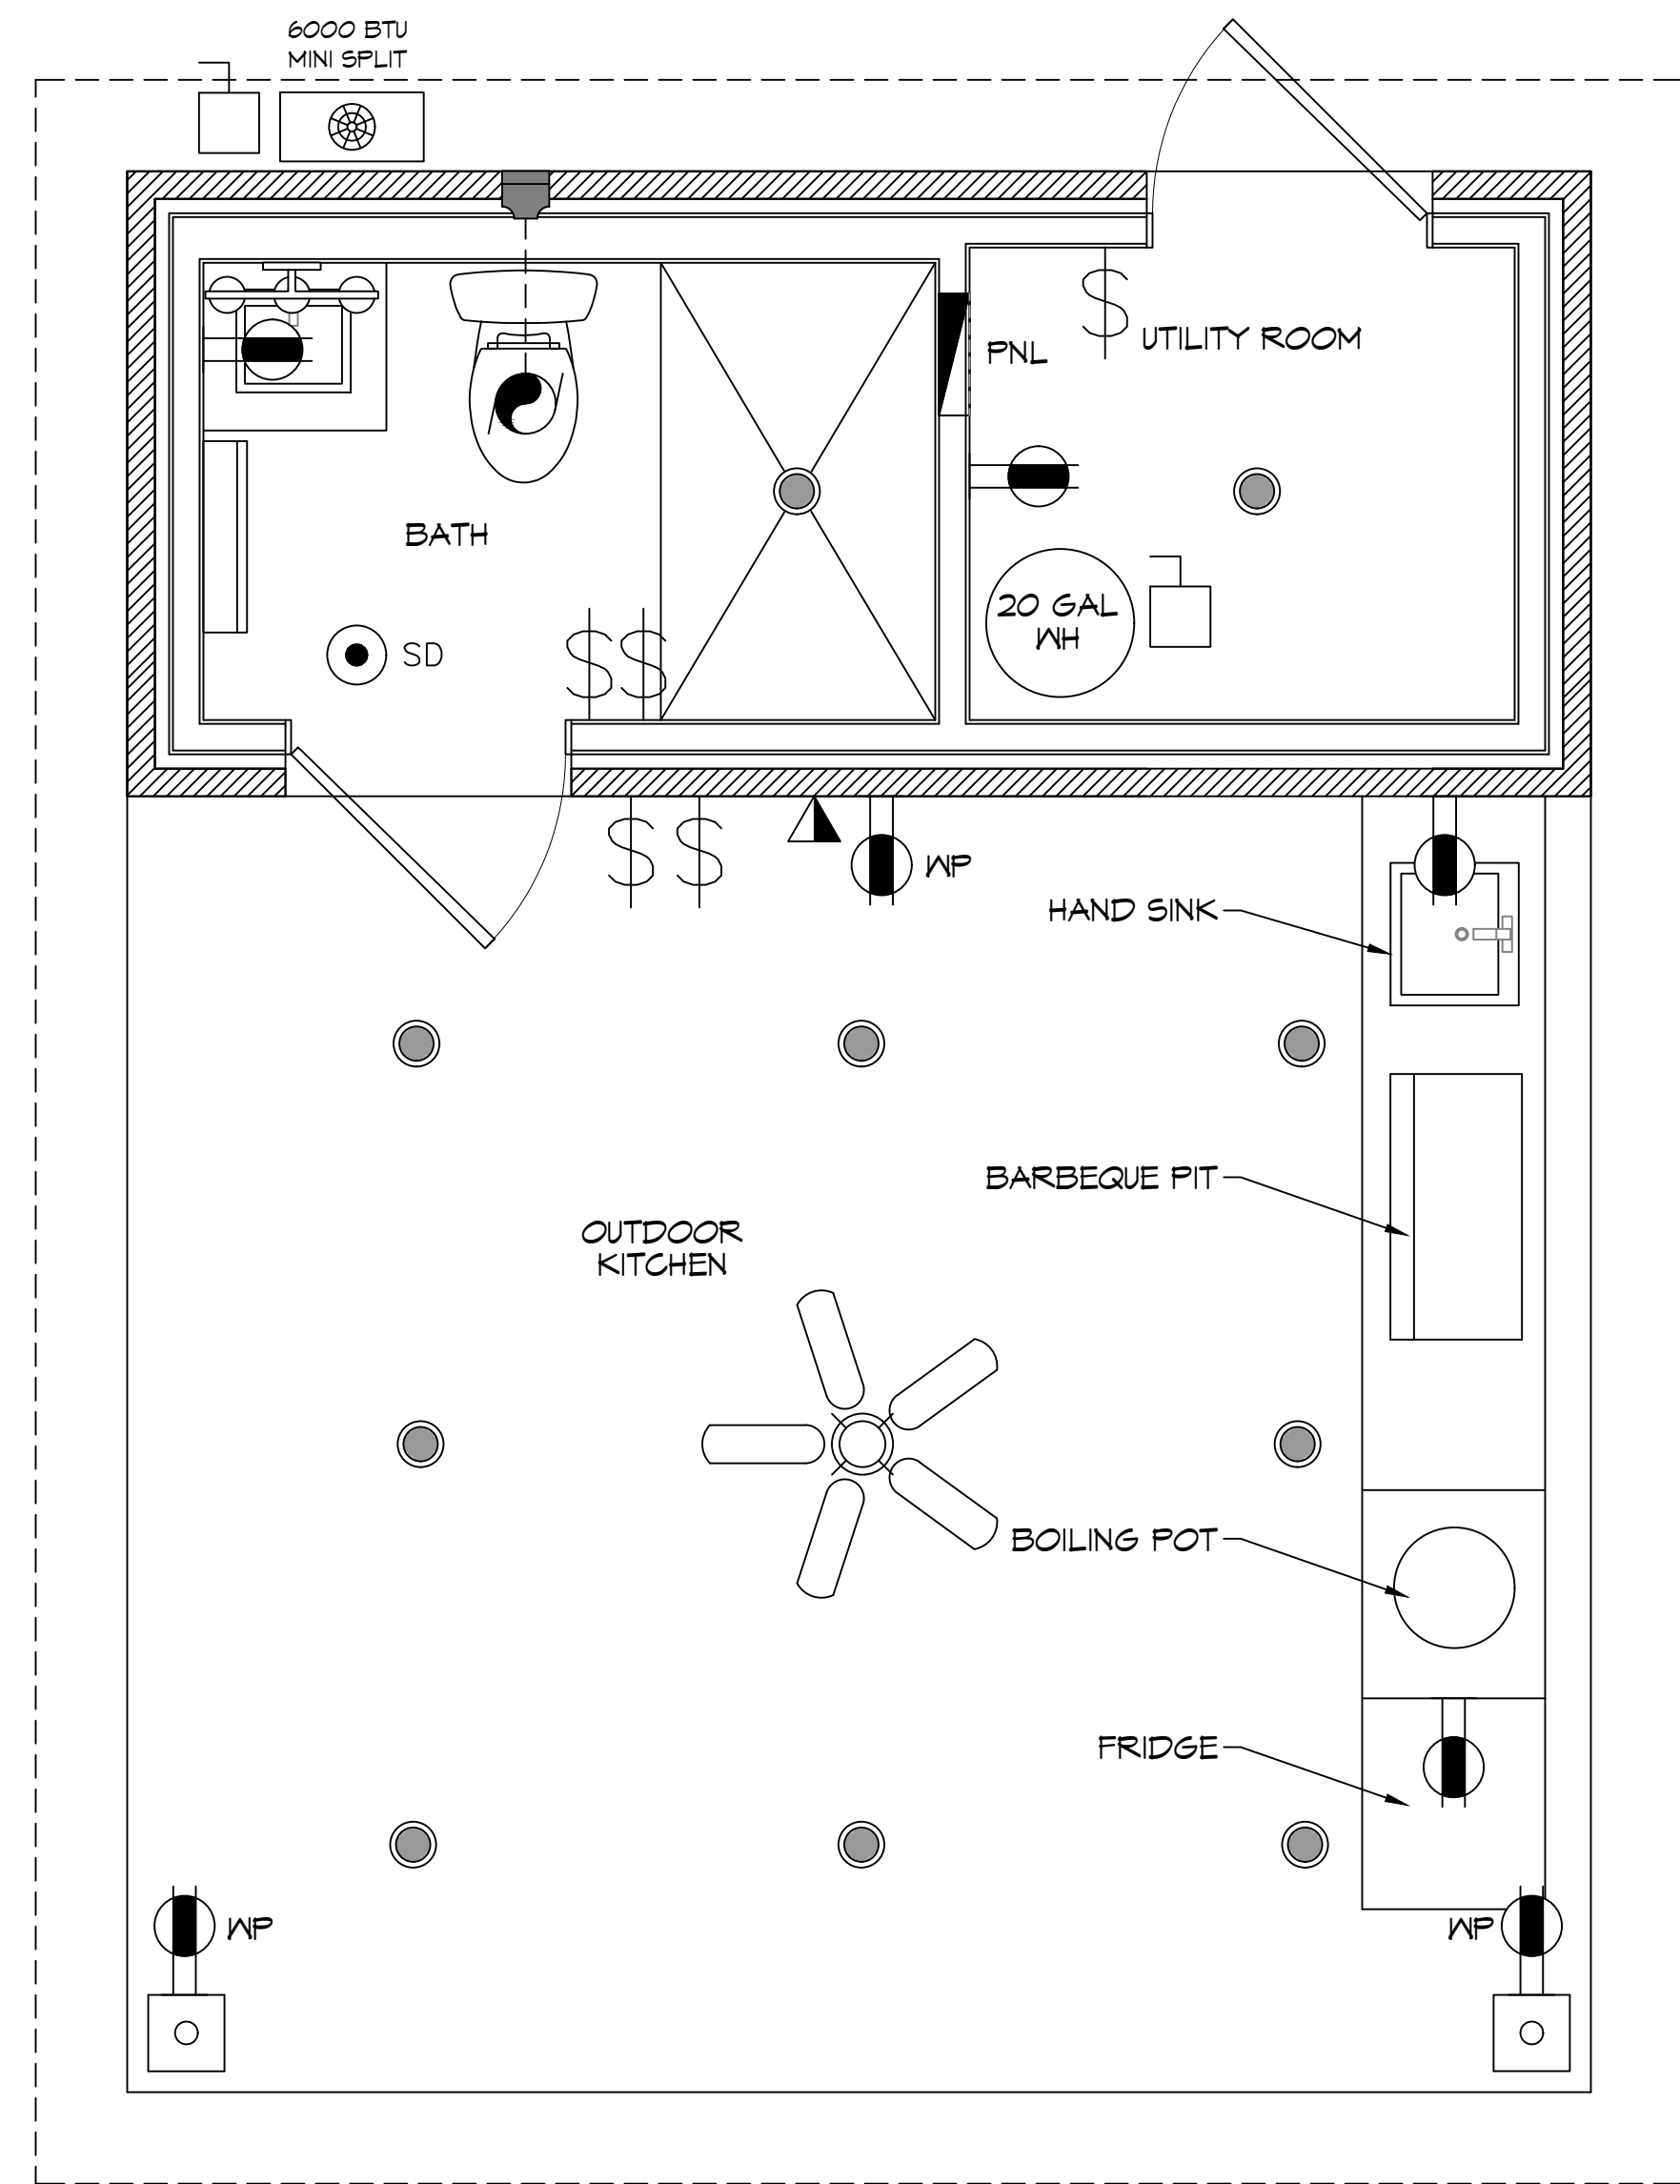 6000 BTU
MINI SPLIT
PNL
$
UTILITY ROOM
BATH
20 GAL
WH
SD
$ $
$ $
WP
HAND SINK
BARBEQUE PIT
OUTDOOR
KITCHEN
BOILING POT
FRIDGE
WP
WP